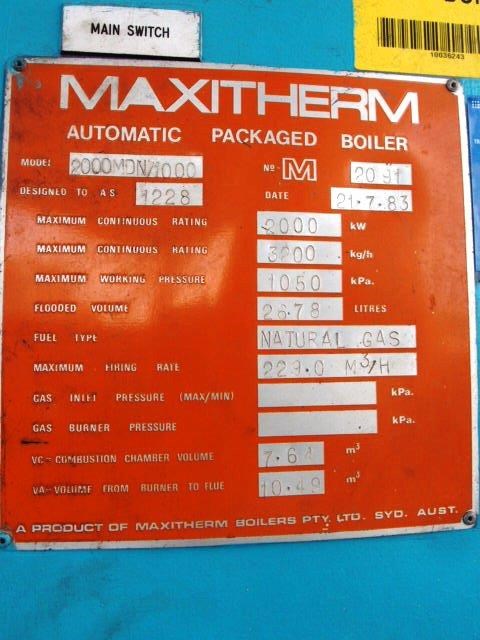 MAIN SWITCH
10036243
MAXITHERM
AUTOMATIC PACKAGED BOILER
MODEL 2000MDN/1000 Nº M 2091
DESIGNED TO A.S. 1228 DATE 21·7·83
MAXIMUM CONTINUOUS RATING 2000 kW
MAXIMUM CONTINUOUS RATING 3200 kg/h
MAXIMUM WORKING PRESSURE 1050 kPa.
FLOODED VOLUME 26·78 LITRES
FUEL TYPE NATURAL GAS
MAXIMUM FIRING RATE 229.0 M³/H
GAS INLET PRESSURE (MAX/MIN) kPa.
GAS BURNER PRESSURE kPa.
VC-COMBUSTION CHAMBER VOLUME 7·61 m³
VA-VOLUME FROM BURNER TO FLUE 10·49 m³
A PRODUCT OF MAXITHERM BOILERS PTY. LTD. SYD. AUST.